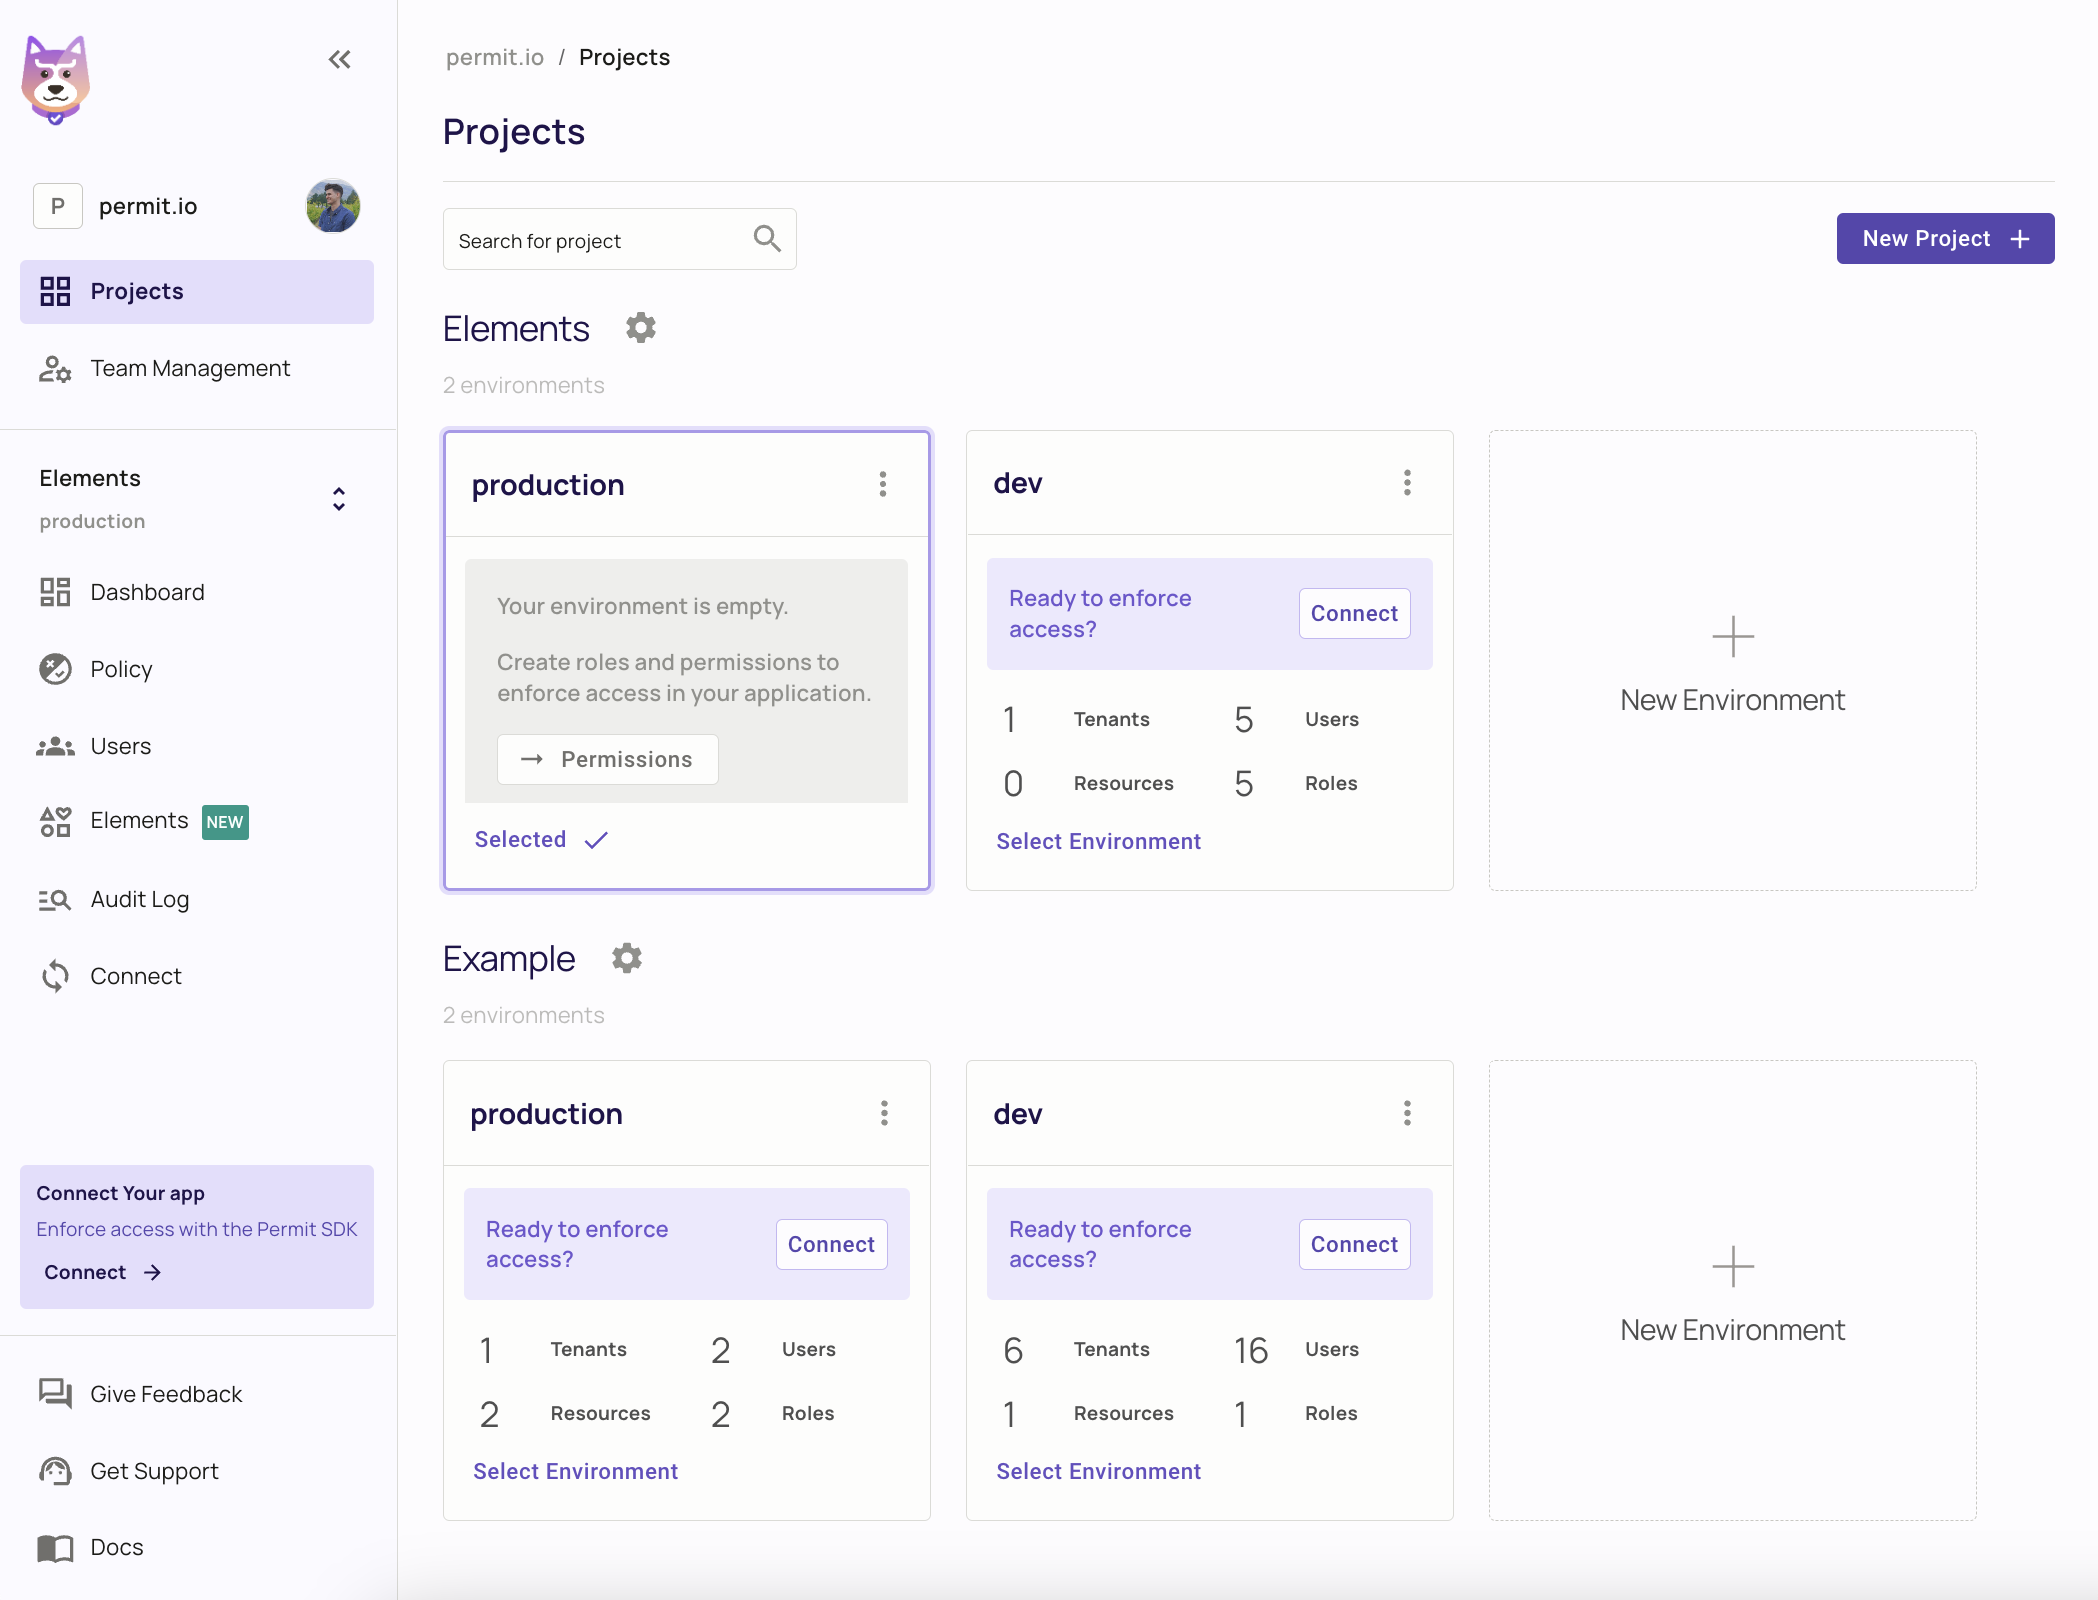 permit.io / Projects
Projects
P permit.io
Search for project
New Project
Projects
Team Management
Elements
production
Dashboard
Policy
Users
Elements NEW
Audit Log
Connect
Connect Your app
Enforce access with the Permit SDK
Connect
Give Feedback
Get Support
Docs
Elements
2 environments
production
Your environment is empty.
Create roles and permissions to
enforce access in your application.
Permissions
Selected
dev
Ready to enforce
access?
Connect
1 Tenants 5 Users
0 Resources 5 Roles
Select Environment
New Environment
Example
2 environments
production
Ready to enforce
access?
Connect
1 Tenants 2 Users
2 Resources 2 Roles
Select Environment
dev
Ready to enforce
access?
Connect
6 Tenants 16 Users
1 Resources 1 Roles
Select Environment
New Environment